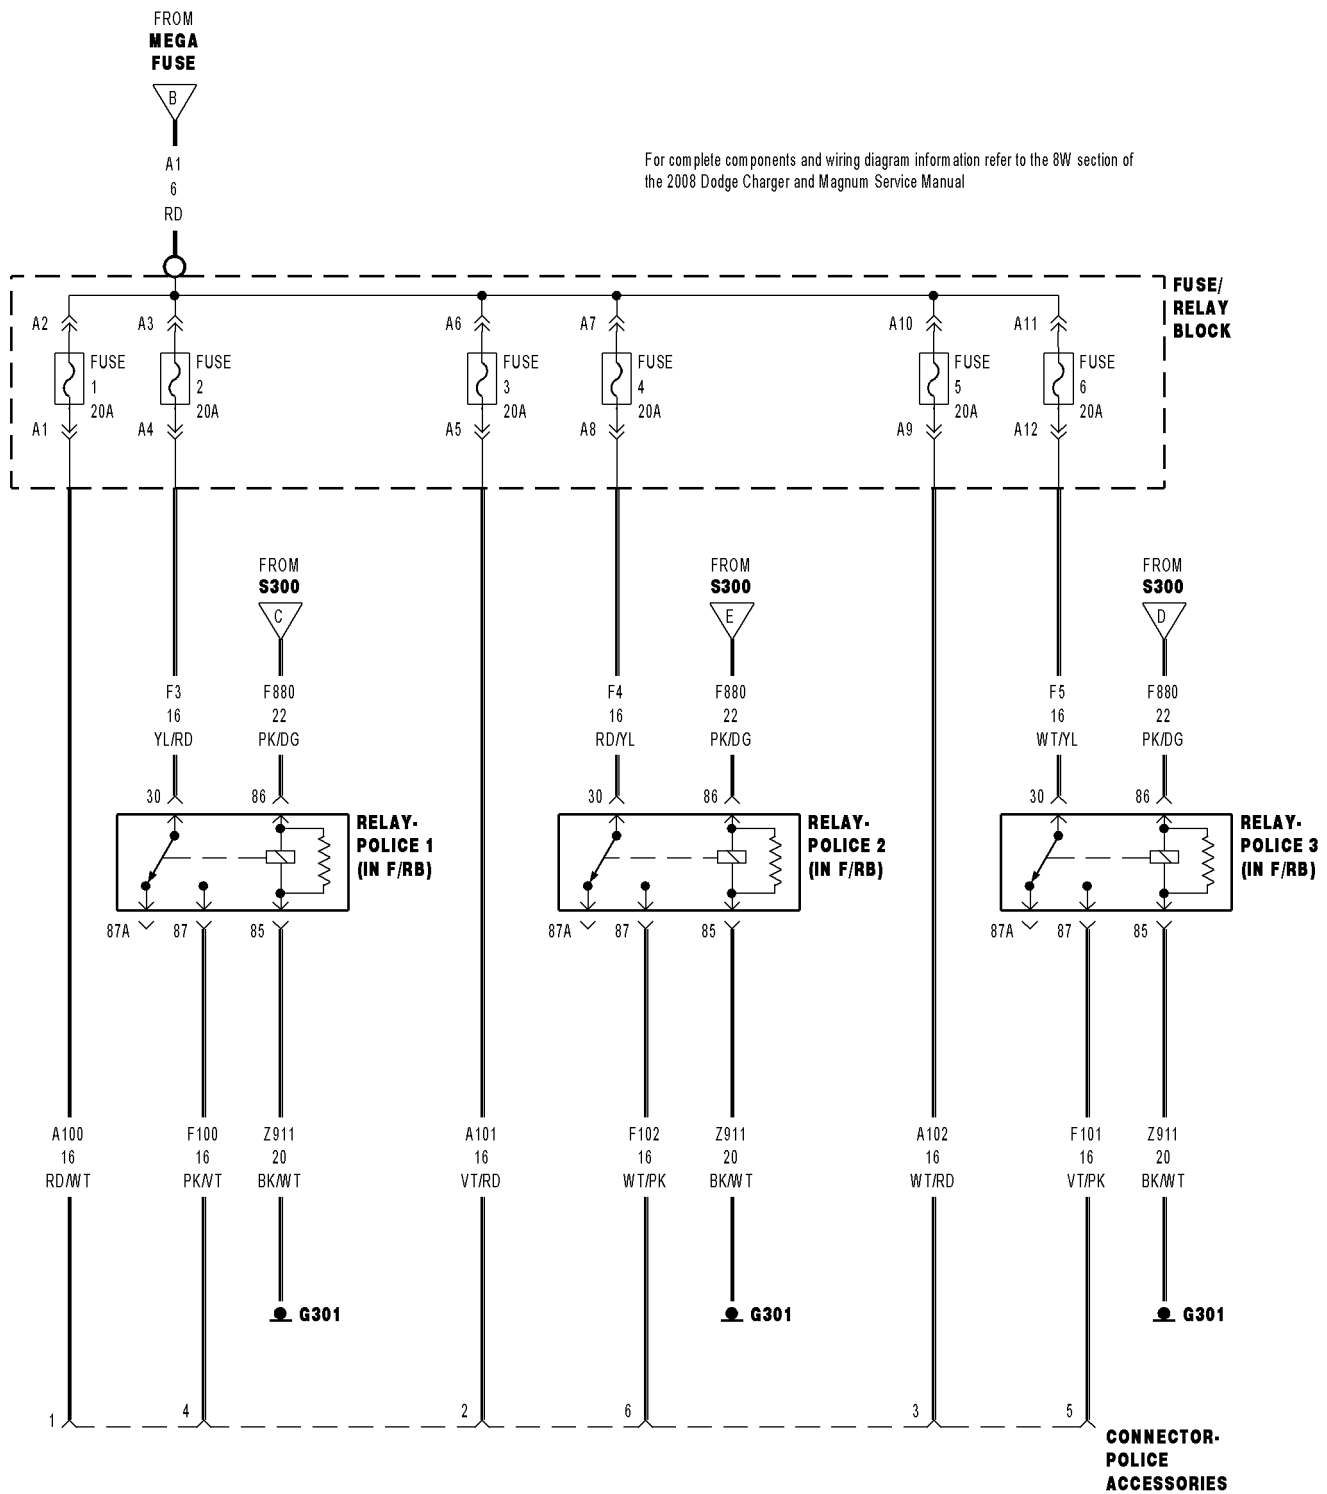 FROM
MEGA
FUSE
B
A1
6
RD
For complete components and wiring diagram information refer to the 8W section of
the 2008 Dodge Charger and Magnum Service Manual
FUSE/
RELAY
BLOCK
A2 A3 A6 A7 A10 A11
FUSE FUSE FUSE FUSE FUSE FUSE
1 2 3 4 5 6
20A 20A 20A 20A 20A 20A
A1 A4 A5 A8 A9 A12
FROM FROM FROM
S300 S300 S300
C E D
F3 F880 F4 F880 F5 F880
16 22 16 22 16 22
YL/RD PK/DG RD/YL PK/DG WT/YL PK/DG
30 86 30 86 30 86
RELAY-
POLICE 1
(IN F/RB)
RELAY-
POLICE 2
(IN F/RB)
RELAY-
POLICE 3
(IN F/RB)
87A 87 85 87A 87 85 87A 87 85
A100 F100 Z911 A101 F102 Z911 A102 F101 Z911
16 16 20 16 16 20 16 16 20
RD/WT PK/VT BK/WT VT/RD WT/PK BK/WT WT/RD VT/PK BK/WT
G301 G301 G301
1 4 2 6 3 5
CONNECTOR-
POLICE
ACCESSORIES